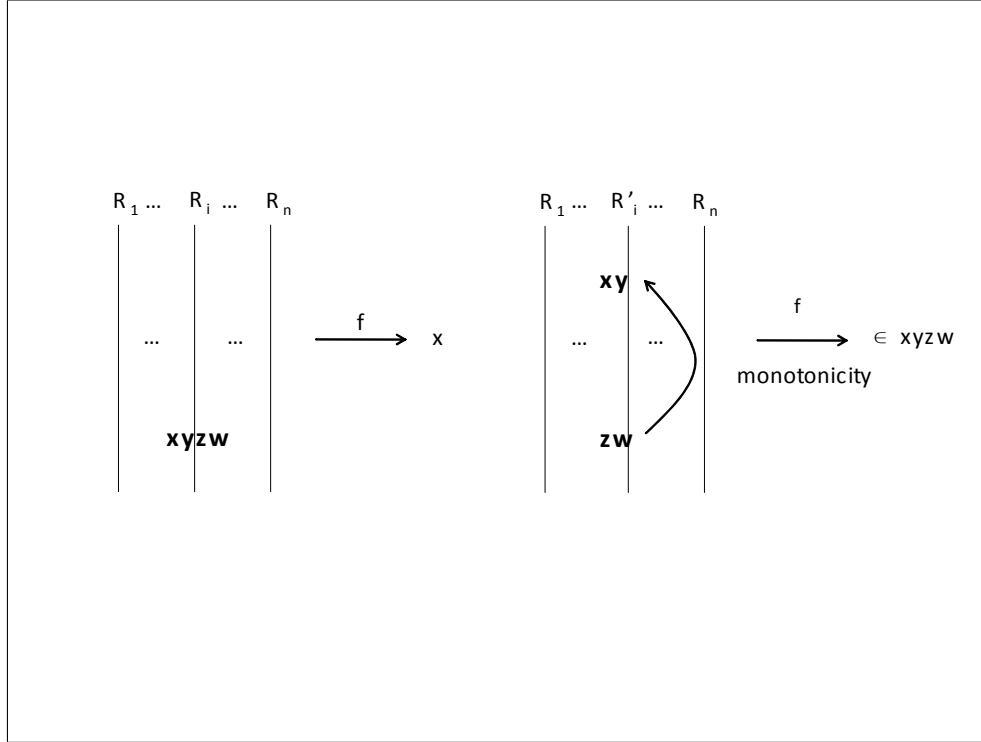 R1 ... Ri ... Rn
R1 ... R'i ... Rn
xy
f
f
... ...
x
... ...
∈ xyzw
monotonicity
xyzw
zw